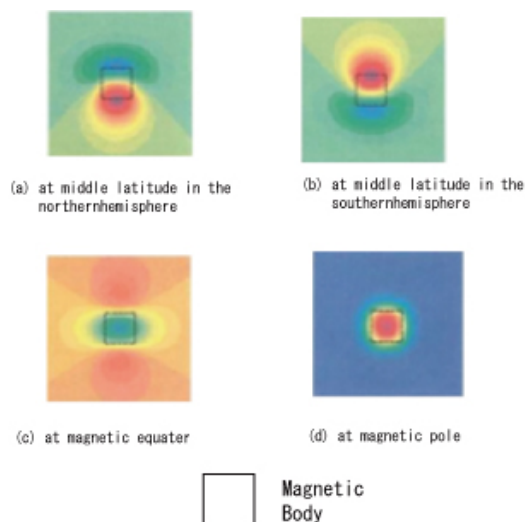 (a) at middle latitude in the
northernhemisphere
(b) at middle latitude in the
southernhemisphere
(c) at magnetic equater
(d) at magnetic pole
Magnetic
Body